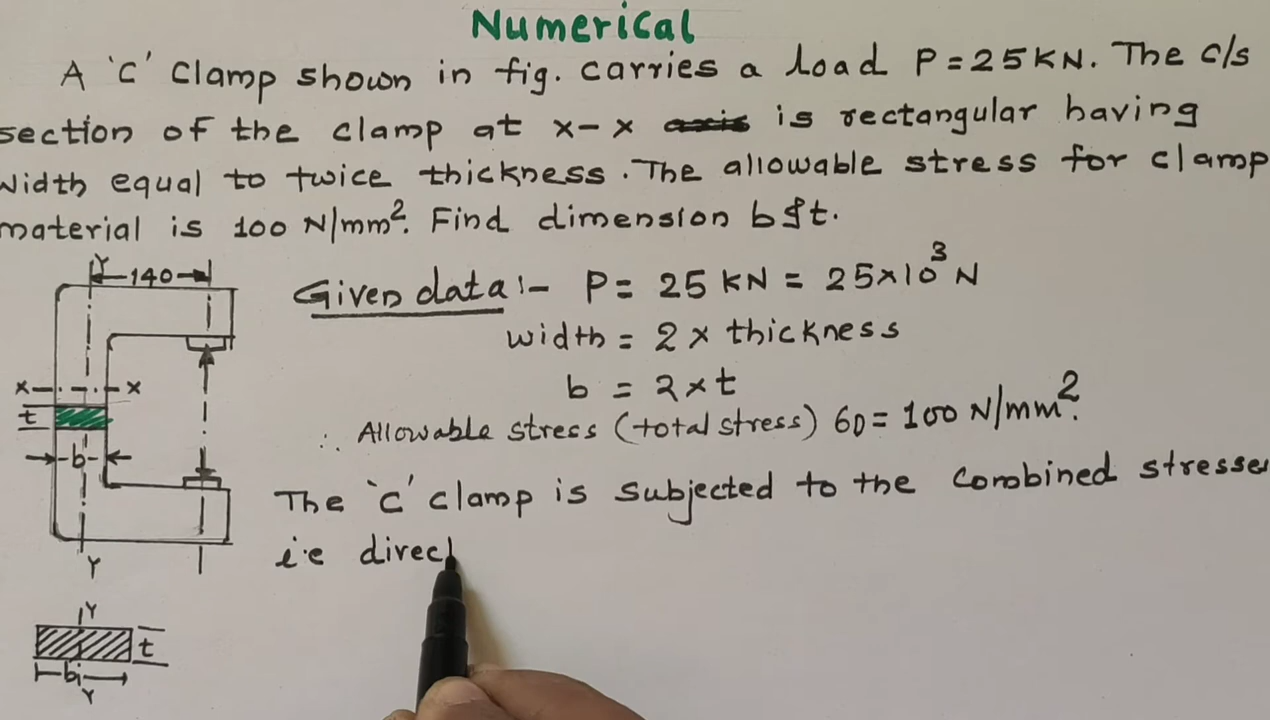 Numerical
A 'C' Clamp shown in fig. carries a load P=25KN. The c/s
section of the clamp at x-x axis is rectangular having
Width equal to twice thickness. The allowable stress for clamp
material is 100 N/mm². Find dimension b & t.
Y
140
Given data :- P = 25 KN = 25×10³ N
width = 2 × thickness
b = 2×t
X X
t
∴ Allowable stress (total stress) σD = 100 N/mm².
b
The 'C' clamp is subjected to the combined stresses
i.e direct
Y
Y
t
b
Y